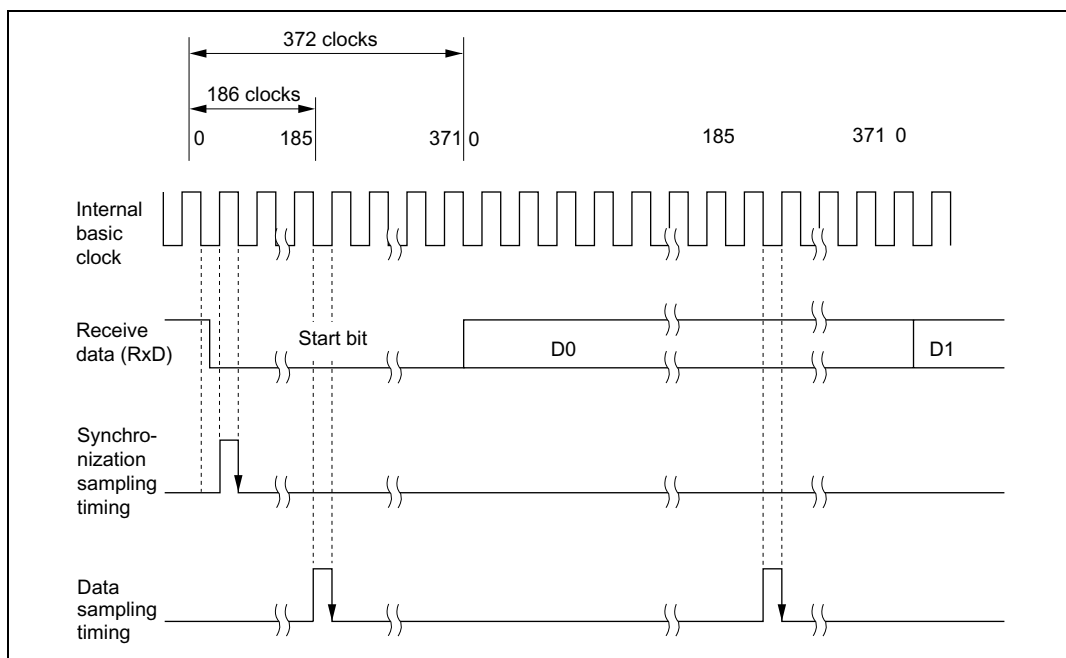 372 clocks
186 clocks
0 185 371 0 185 371 0
Internal
basic
clock
Receive
data (RxD)
Start bit
D0
D1
Synchro-
nization
sampling
timing
Data
sampling
timing